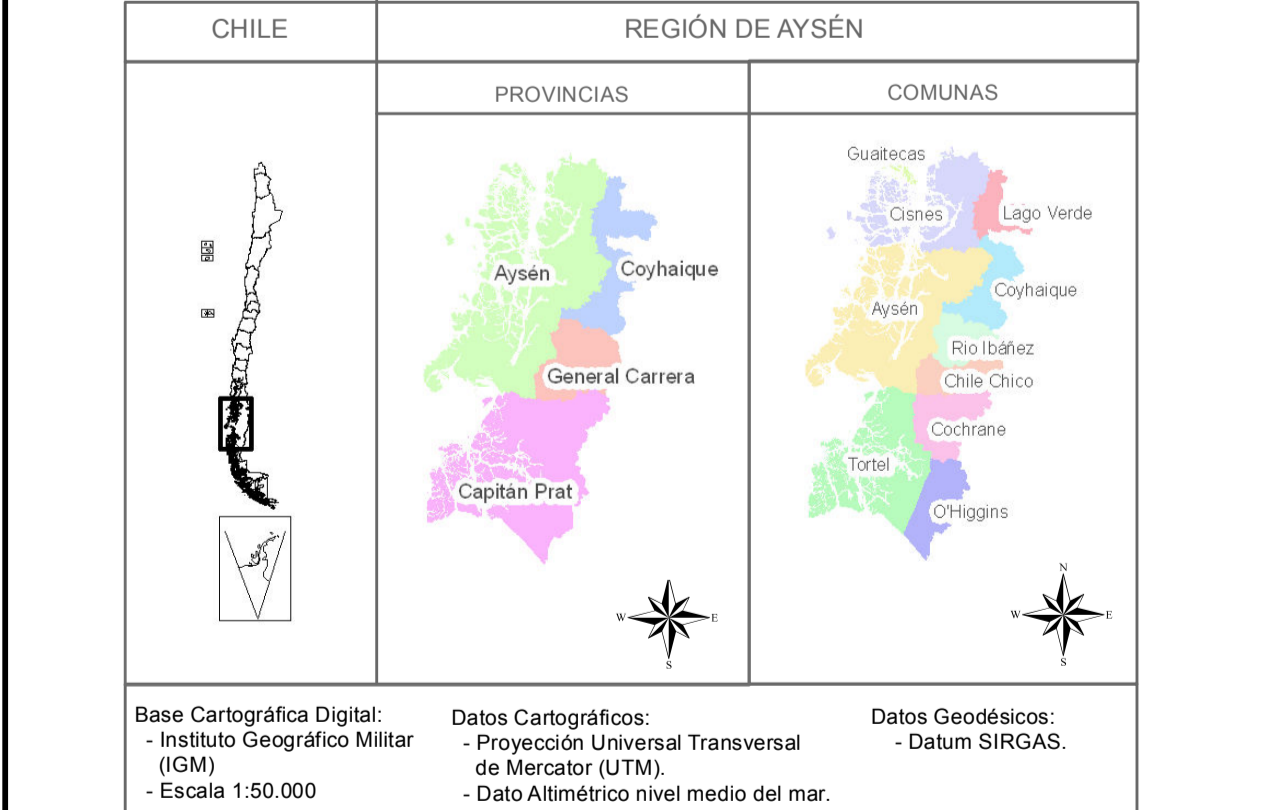 CHILE
REGIÓN DE AYSÉN
PROVINCIAS
COMUNAS
Aysén
Coyhaique
General Carrera
Capitán Prat
W
E
S
Guaitecas
Cisnes
Lago Verde
Coyhaique
Aysén
Rio Ibáñez
Chile Chico
Cochrane
Tortel
O'Higgins
N
W
E
S
Base Cartográfica Digital:
- Instituto Geográfico Militar
(IGM)
- Escala 1:50.000
Datos Cartográficos:
- Proyección Universal Transversal
de Mercator (UTM).
- Dato Altimétrico nivel medio del mar.
Datos Geodésicos:
- Datum SIRGAS.